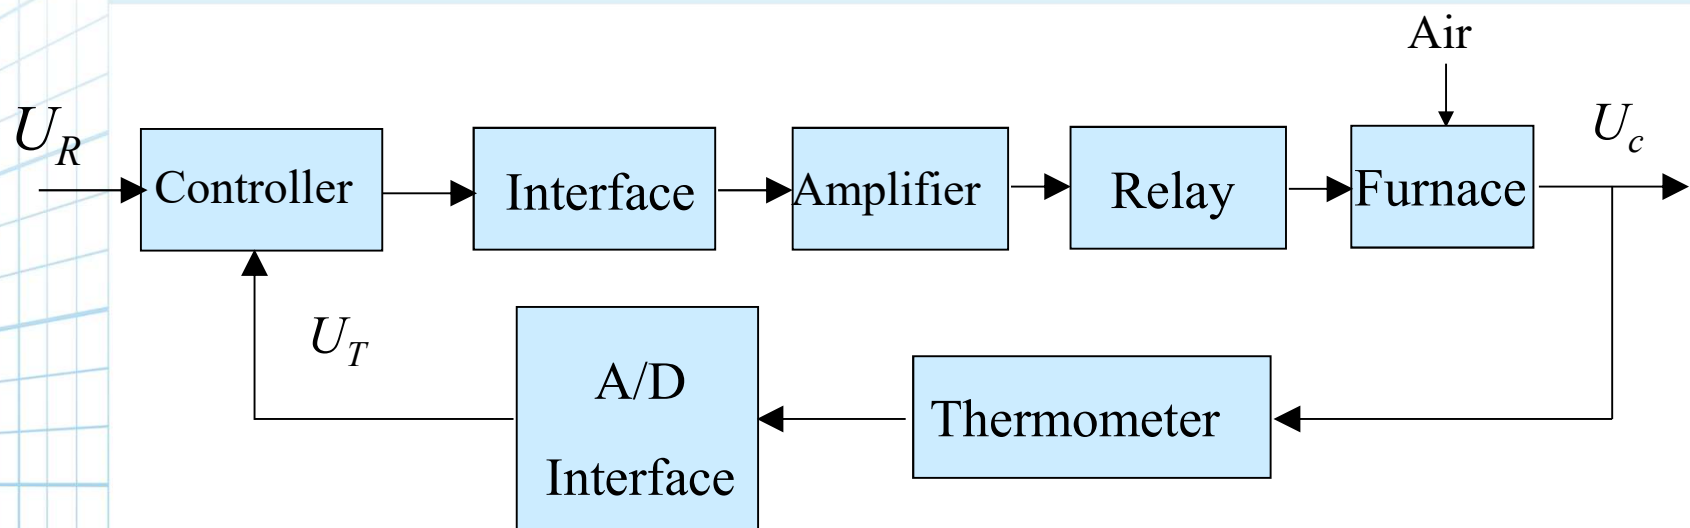 Air
U_R
Controller
Interface
Amplifier
Relay
Furnace
U_c
U_T
A/D
Interface
Thermometer